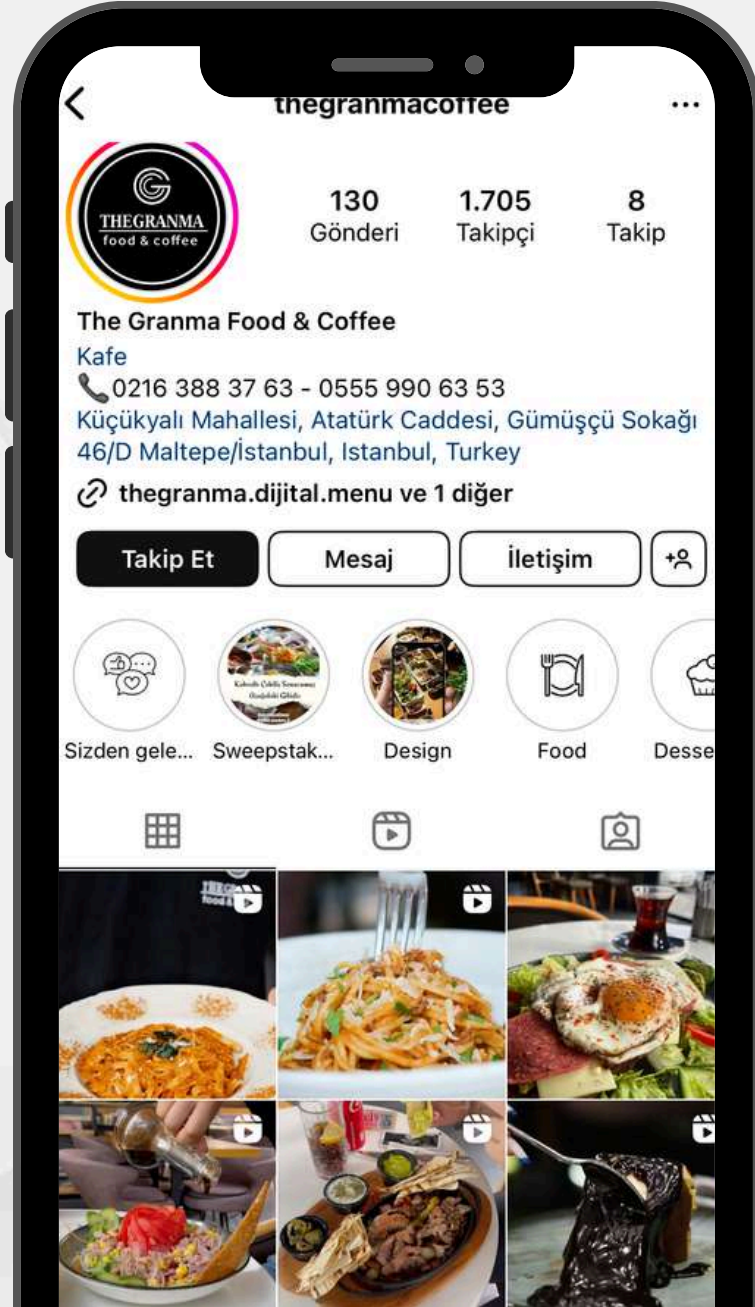 thegranmacoffee
THEGRANMA
food & coffee
130
Gönderi
1.705
Takipçi
8
Takip
The Granma Food & Coffee
Kafe
0216 388 37 63 - 0555 990 63 53
Küçükyalı Mahallesi, Atatürk Caddesi, Gümüşçü Sokağı
46/D Maltepe/İstanbul, Istanbul, Turkey
thegranma.dijital.menu ve 1 diğer
Takip Et
Mesaj
İletişim
Sizden gele...
Sweepstak...
Design
Food
Desse